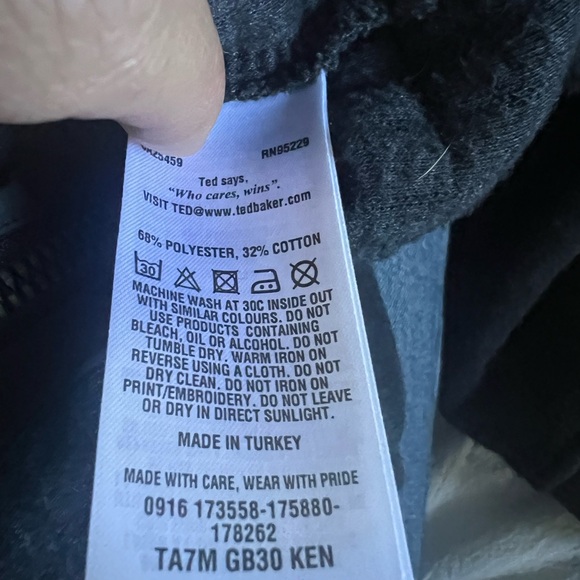 RN95229
Ted says,
"Who cares, wins".
VISIT TED@www.tedbaker.com
68% POLYESTER, 32% COTTON
30
MACHINE WASH AT 30C INSIDE OUT
WITH SIMILAR COLOURS. DO NOT
USE PRODUCTS CONTAINING
BLEACH, OIL OR ALCOHOL. DO NOT
TUMBLE DRY. WARM IRON ON
REVERSE USING A CLOTH. DO NOT
DRY CLEAN. DO NOT IRON ON
PRINT/EMBROIDERY. DO NOT LEAVE
OR DRY IN DIRECT SUNLIGHT.
MADE IN TURKEY
MADE WITH CARE, WEAR WITH PRIDE
0916 173558-175880-
178262
TA7M GB30 KEN